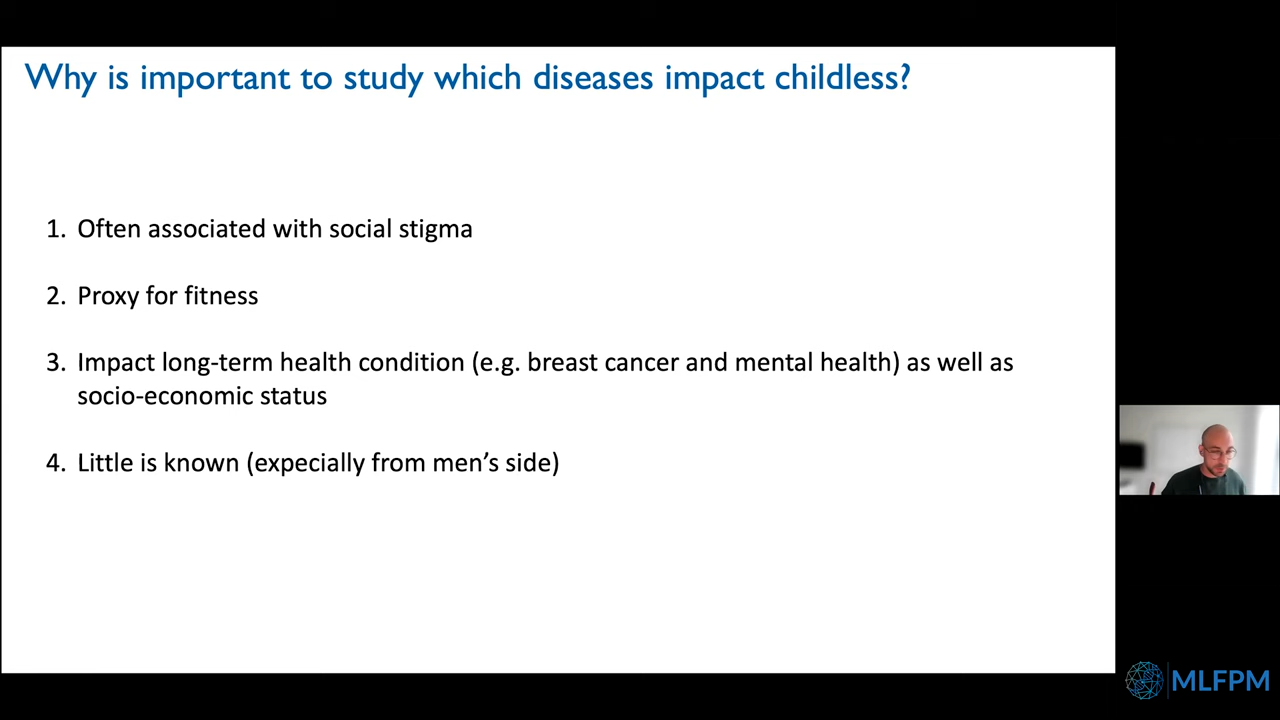 Why is important to study which diseases impact childless?
1. Often associated with social stigma
2. Proxy for fitness
3. Impact long-term health condition (e.g. breast cancer and mental health) as well as
socio-economic status
4. Little is known (expecially from men's side)
MLFPM